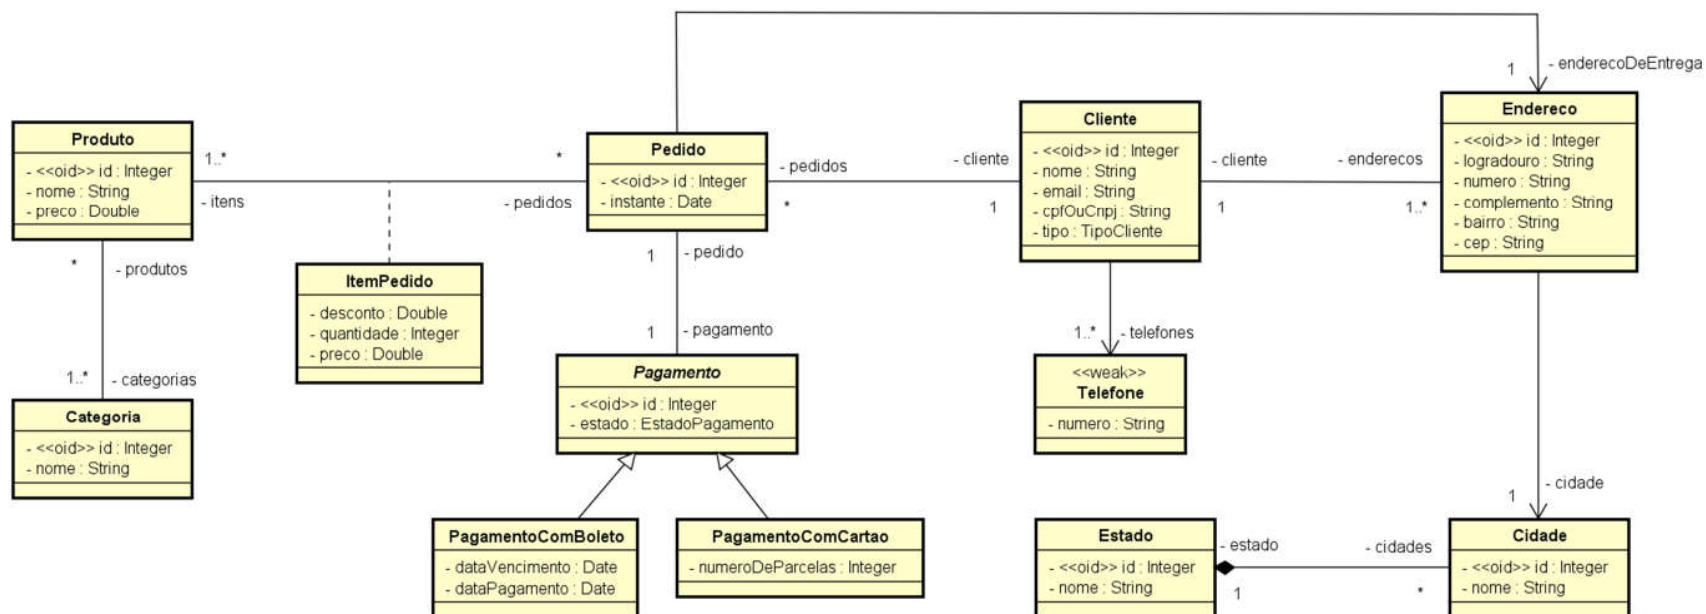 - enderecoDeEntrega
1
Produto
- <<oid>> id : Integer
- nome : String
- preco : Double
1..*
- itens
*
- pedidos
Pedido
- <<oid>> id : Integer
- instante : Date
- pedidos
*
- cliente
1
Cliente
- <<oid>> id : Integer
- nome : String
- email : String
- cpfOuCnpj : String
- tipo : TipoCliente
- cliente
1
- enderecos
1..*
Endereco
- <<oid>> id : Integer
- logradouro : String
- numero : String
- complemento : String
- bairro : String
- cep : String
*
- produtos
1..*
- categorias
Categoria
- <<oid>> id : Integer
- nome : String
ItemPedido
- desconto : Double
- quantidade : Integer
- preco : Double
1
- pedido
1
- pagamento
Pagamento
- <<oid>> id : Integer
- estado : EstadoPagamento
1..*
- telefones
<<weak>>
Telefone
- numero : String
1
- cidade
PagamentoComBoleto
- dataVencimento : Date
- dataPagamento : Date
PagamentoComCartao
- numeroDeParcelas : Integer
Estado
- <<oid>> id : Integer
- nome : String
- estado
1
- cidades
*
Cidade
- <<oid>> id : Integer
- nome : String